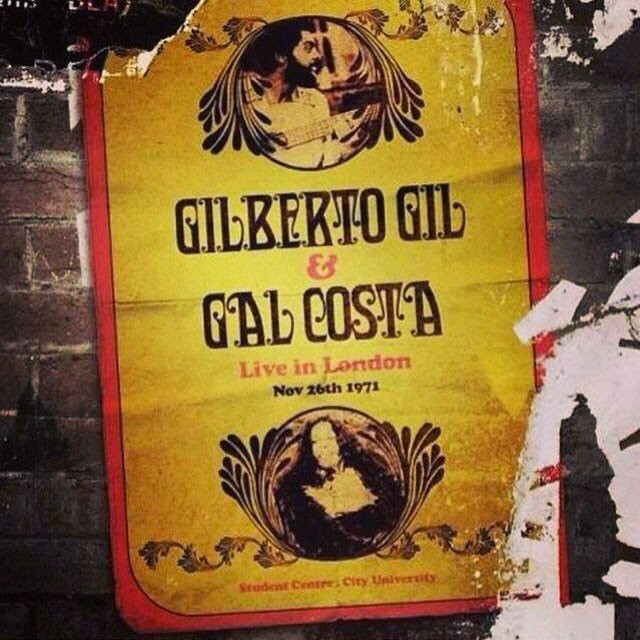 GILBERTO GIL
&
GAL COSTA
Live in London
Nov 26th 1971
Student Centre, City University